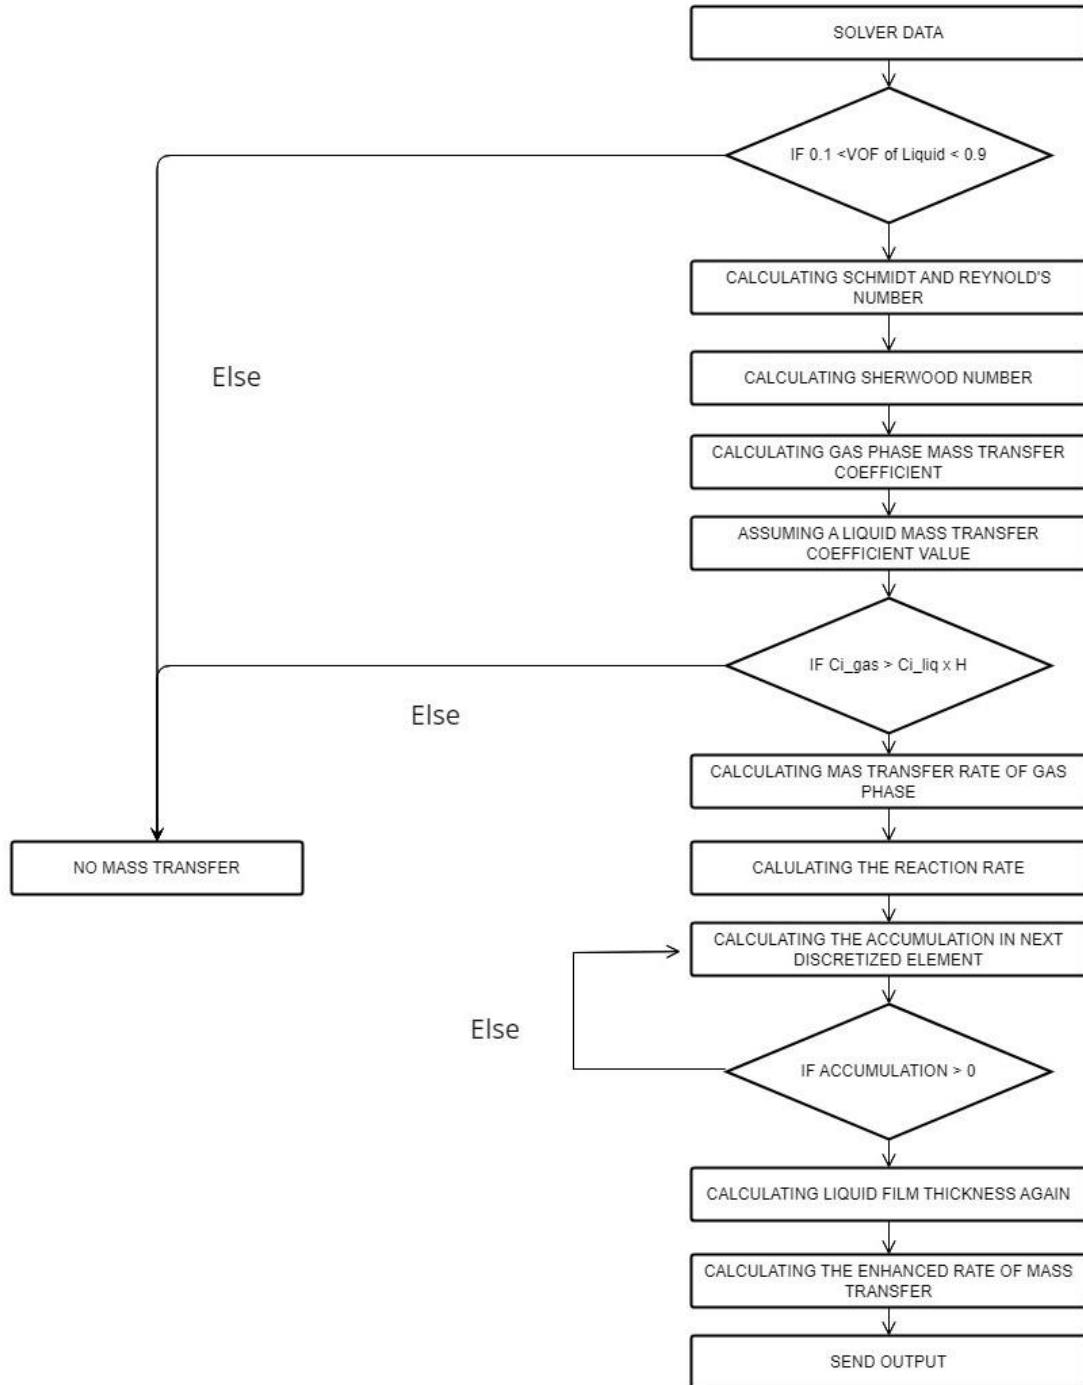 SOLVER DATA
IF 0.1 <VOF of Liquid < 0.9
CALCULATING SCHMIDT AND REYNOLD'S
NUMBER
Else
CALCULATING SHERWOOD NUMBER
CALCULATING GAS PHASE MASS TRANSFER
COEFFICIENT
ASSUMING A LIQUID MASS TRANSFER
COEFFICIENT VALUE
IF Ci_gas > Ci_liq x H
Else
CALCULATING MAS TRANSFER RATE OF GAS
PHASE
NO MASS TRANSFER
CALULATING THE REACTION RATE
CALCULATING THE ACCUMULATION IN NEXT
DISCRETIZED ELEMENT
Else
IF ACCUMULATION > 0
CALCULATING LIQUID FILM THICKNESS AGAIN
CALCULATING THE ENHANCED RATE OF MASS
TRANSFER
SEND OUTPUT